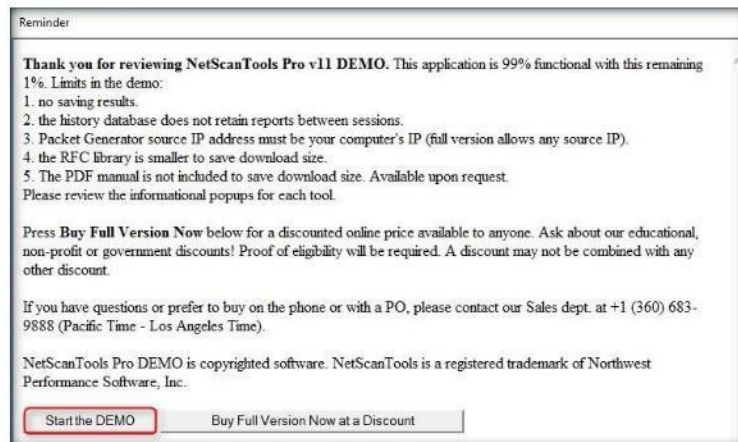 Reminder
Thank you for reviewing NetScanTools Pro v11 DEMO. This application is 99% functional with this remaining
1%. Limits in the demo:
1. no saving results.
2. the history database does not retain reports between sessions.
3. Packet Generator source IP address must be your computer's IP (full version allows any source IP).
4. the RFC library is smaller to save download size.
5. The PDF manual is not included to save download size. Available upon request.
Please review the informational popups for each tool.
Press Buy Full Version Now below for a discounted online price available to anyone. Ask about our educational,
non-profit or government discounts! Proof of eligibility will be required. A discount may not be combined with any
other discount.
If you have questions or prefer to buy on the phone or with a PO, please contact our Sales dept. at +1 (360) 683-
9888 (Pacific Time - Los Angeles Time).
NetScanTools Pro DEMO is copyrighted software. NetScanTools is a registered trademark of Northwest
Performance Software, Inc.
Start the DEMO
Buy Full Version Now at a Discount